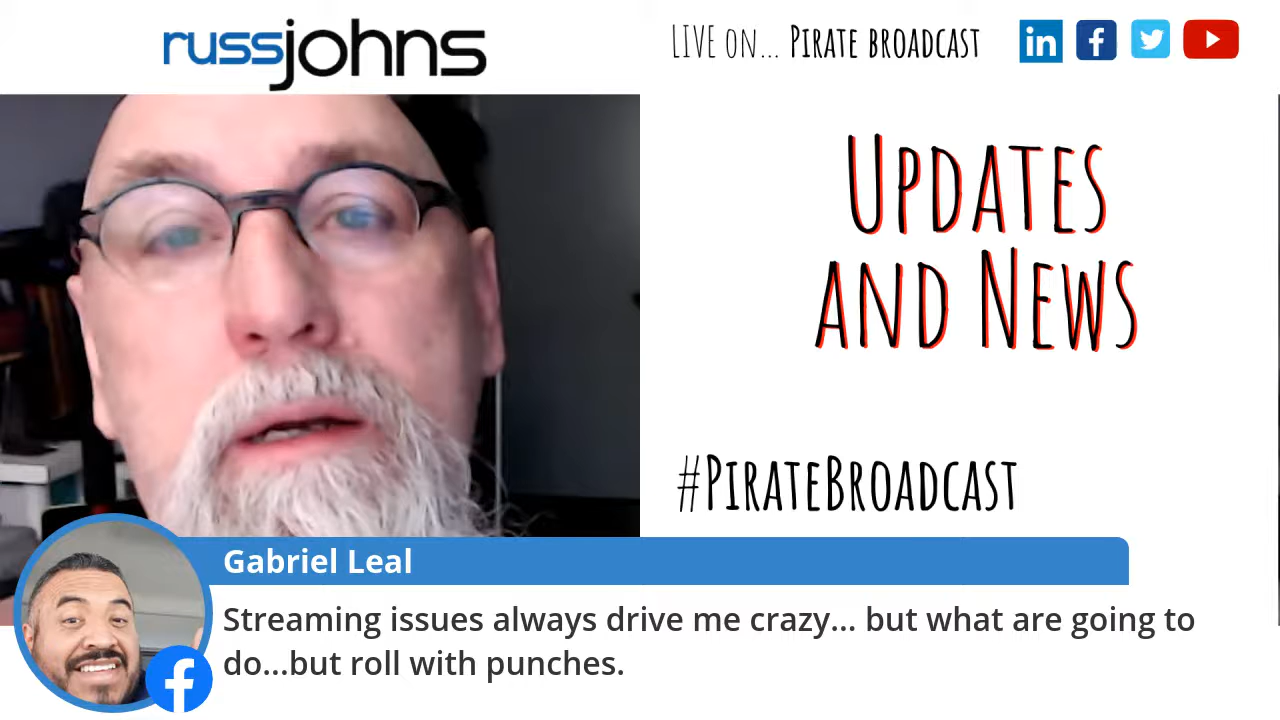 russjohns
LIVE on... PIRATE BROADCAST
in
UPDATES
AND NEWS
#PIRATEBROADCAST
Gabriel Leal
Streaming issues always drive me crazy... but what are going to
do...but roll with punches.